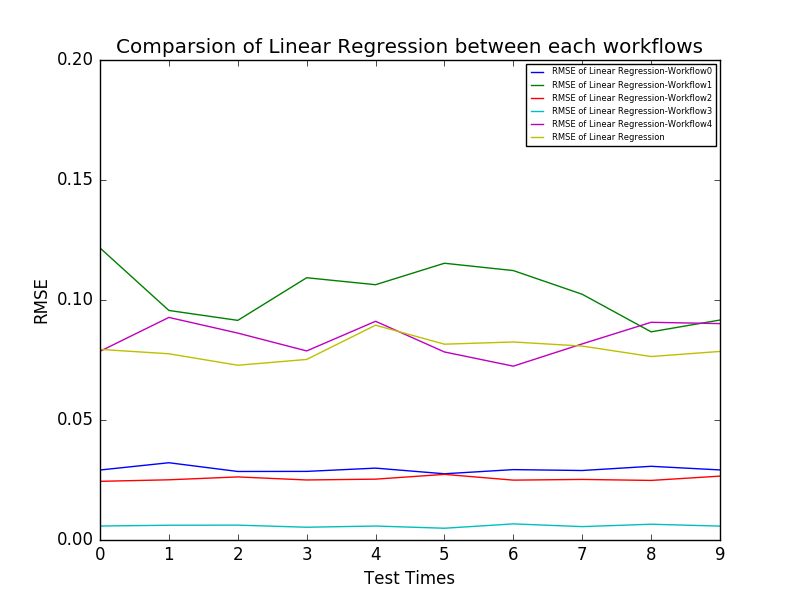 Comparsion of Linear Regression between each workflows
RMSE of Linear Regression-Workflow0
RMSE of Linear Regression-Workflow1
RMSE of Linear Regression-Workflow2
RMSE of Linear Regression-Workflow3
RMSE of Linear Regression-Workflow4
RMSE of Linear Regression
0.20
0.15
0.10
0.05
0.00
RMSE
0 1 2 3 4 5 6 7 8 9
Test Times